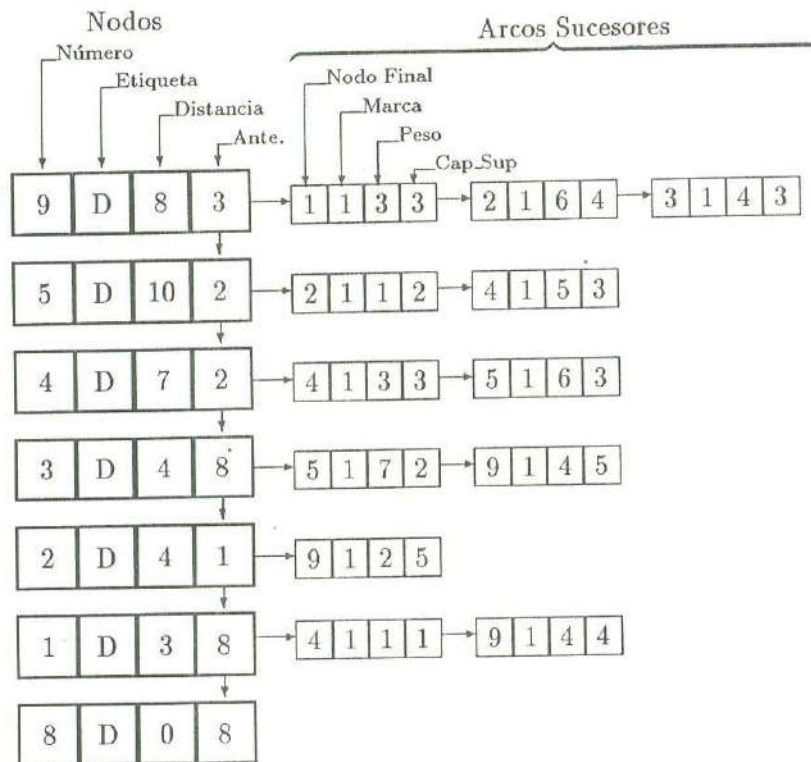 Nodos
Arcos Sucesores
Número
Etiqueta
Distancia
Ante.
Nodo Final
Marca
Peso
Cap_Sup
9 D 8 3 1 1 3 3 2 1 6 4 3 1 4 3
5 D 10 2 2 1 1 2 4 1 5 3
4 D 7 2 4 1 3 3 5 1 6 3
3 D 4 8 5 1 7 2 9 1 4 5
2 D 4 1 9 1 2 5
1 D 3 8 4 1 1 1 9 1 4 4
8 D 0 8